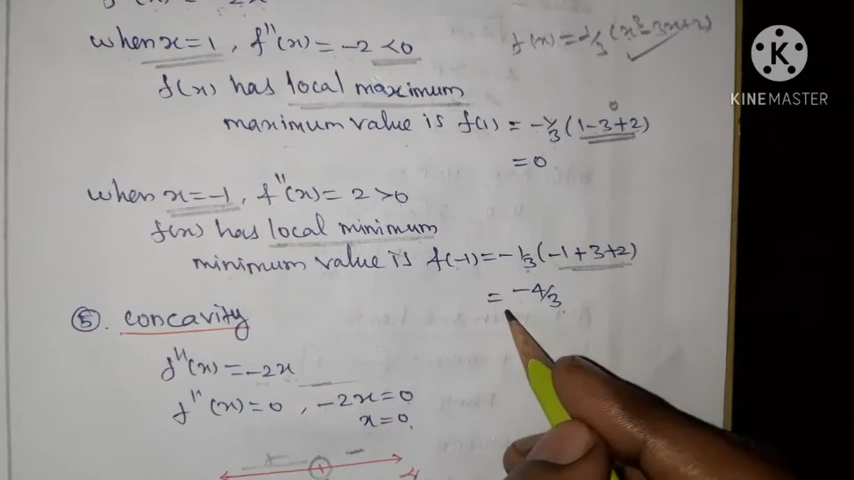 when x=1, f''(x) = -2 <0
f(x) = -1/3 (x³-3x+2)
KINEMASTER
f(x) has local maximum
maximum value is f(1) = -1/3 (1-3+2)
0
= 0
when x=-1, f''(x) = 2 >0
f(x) has local minimum
minimum value is f(-1) = -1/3 (-1+3+2)
= -4/3
⑤ concavity
f''(x) = -2x
f''(x) = 0, -2x = 0
x = 0.
+ -